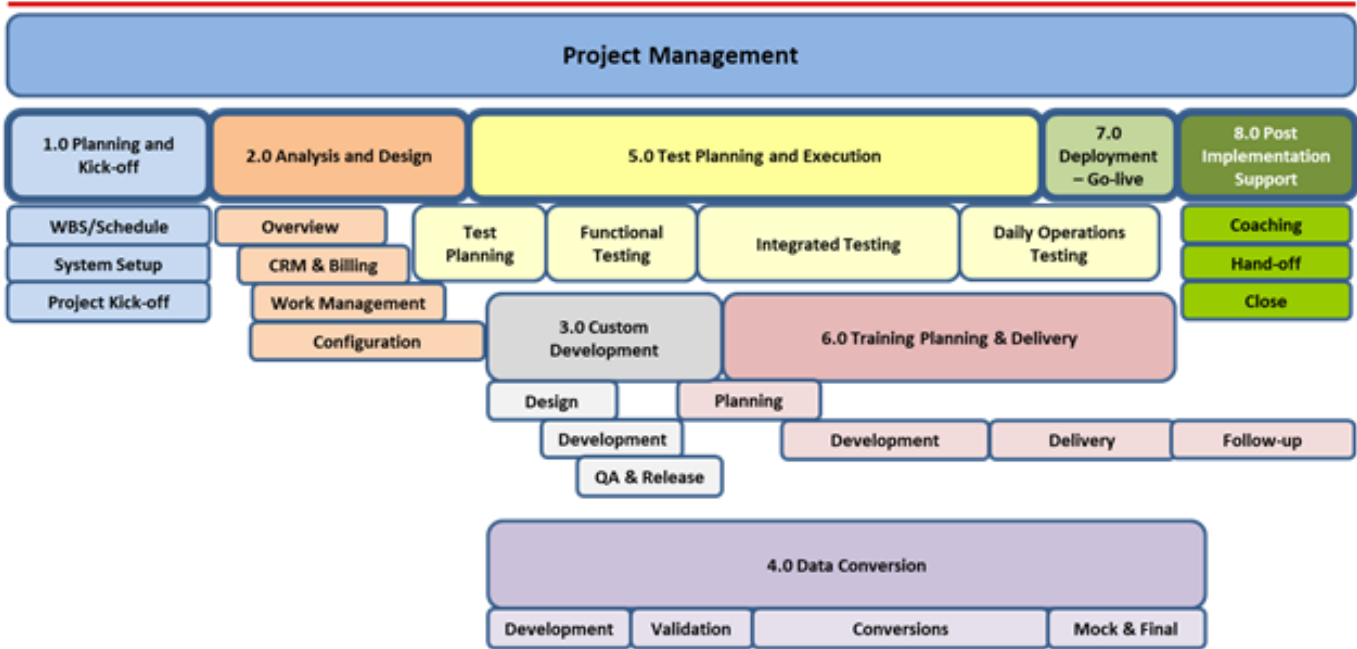 Project Management
1.0 Planning and
Kick-off
2.0 Analysis and Design
5.0 Test Planning and Execution
7.0
Deployment
– Go-live
8.0 Post
Implementation
Support
WBS/Schedule
System Setup
Project Kick-off
Overview
CRM & Billing
Work Management
Configuration
Test
Planning
Functional
Testing
Integrated Testing
Daily Operations
Testing
Coaching
Hand-off
Close
3.0 Custom
Development
6.0 Training Planning & Delivery
Design
Development
QA & Release
Planning
Development
Delivery
Follow-up
4.0 Data Conversion
Development
Validation
Conversions
Mock & Final